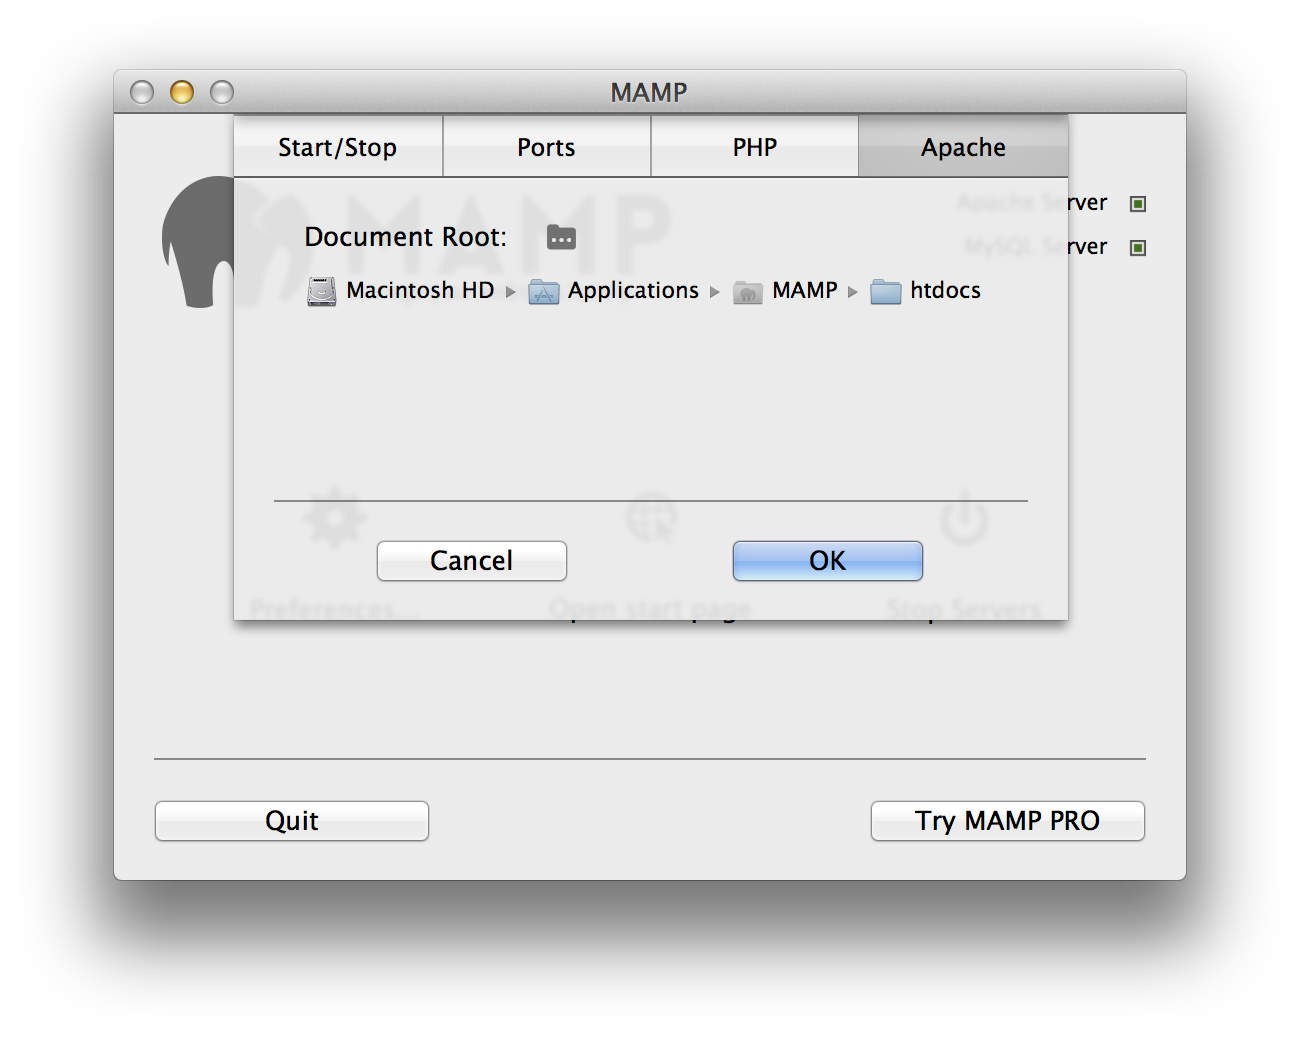 MAMP
Start/Stop Ports PHP Apache
MAMP
Apache Server
Document Root:
MySQL Server
Macintosh HD Applications MAMP htdocs
Cancel OK
Preferences... Open start page Stop Servers
Quit Try MAMP PRO